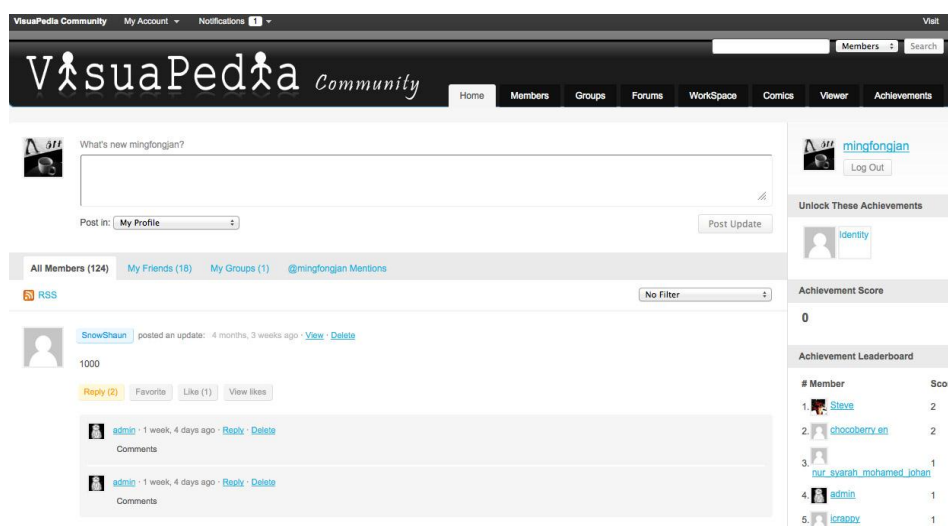 VisuaPedia Community My Account Notifications 1 Visit
Members Search
VisuaPedia Community
Home Members Groups Forums WorkSpace Comics Viewer Achievements
What's new mingfongjan?
Post in: My Profile Post Update
All Members (124) My Friends (18) My Groups (1) @mingfongjan Mentions
RSS No Filter
SnowShaun posted an update: 4 months, 3 weeks ago · View · Delete
1000
Reply (2) Favorite Like (1) View likes
admin · 1 week, 4 days ago · Reply · Delete
Comments
admin · 1 week, 4 days ago · Reply · Delete
Comments
mingfongjan
Log Out
Unlock These Achievements
Identity
Achievement Score
0
Achievement Leaderboard
# Member Sco
1. Steve 2
2. chocoberry en 2
3. nur_syarah_mohamed_johan 1
4. admin 1
5. icrappy 1